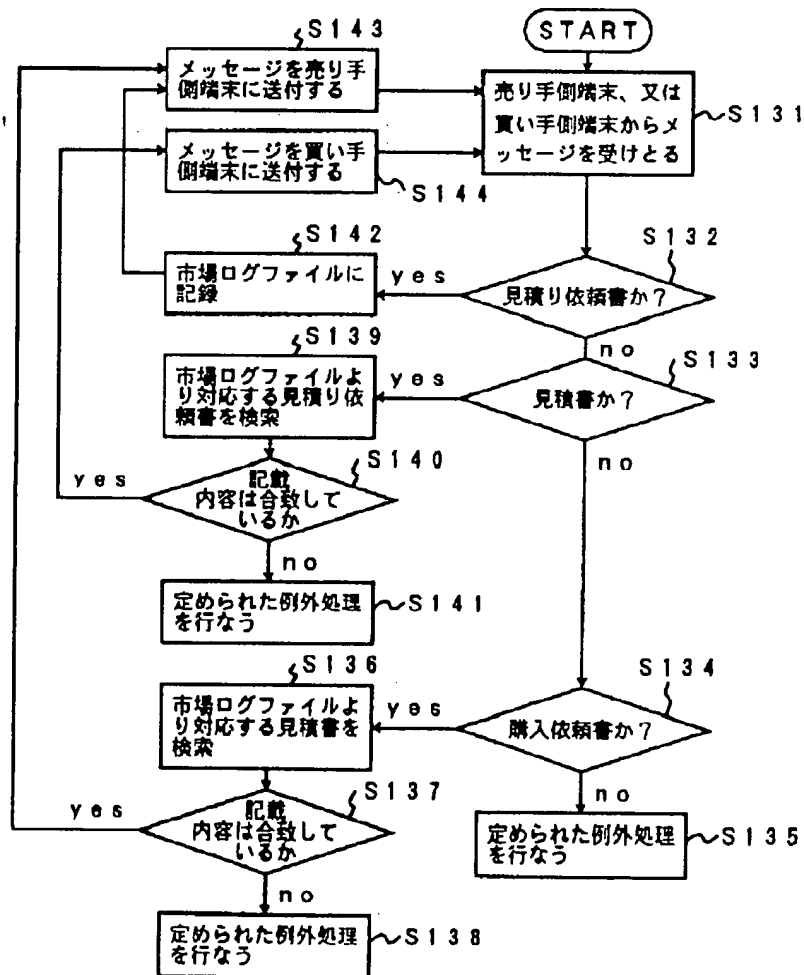 START
S131
売り手側端末、又は
買い手側端末からメ
ッセージを受けとる
S143
メッセージを売り手
側端末に送付する
メッセージを買い手
側端末に送付する
S144
S142
市場ログファイルに
記録
yes
S132
見積り依頼書か？
no
S139
市場ログファイルよ
り対応する見積り依
頼書を検索
yes
S133
見積書か？
no
S140
記載
内容は合致して
いるか
yes
no
定められた例外処理
を行なう
S141
S136
市場ログファイルよ
り対応する見積書を
検索
yes
S134
購入依頼書か？
no
S137
記載
内容は合致して
いるか
yes
no
定められた例外処理
を行なう
S135
定められた例外処理
を行なう
S138